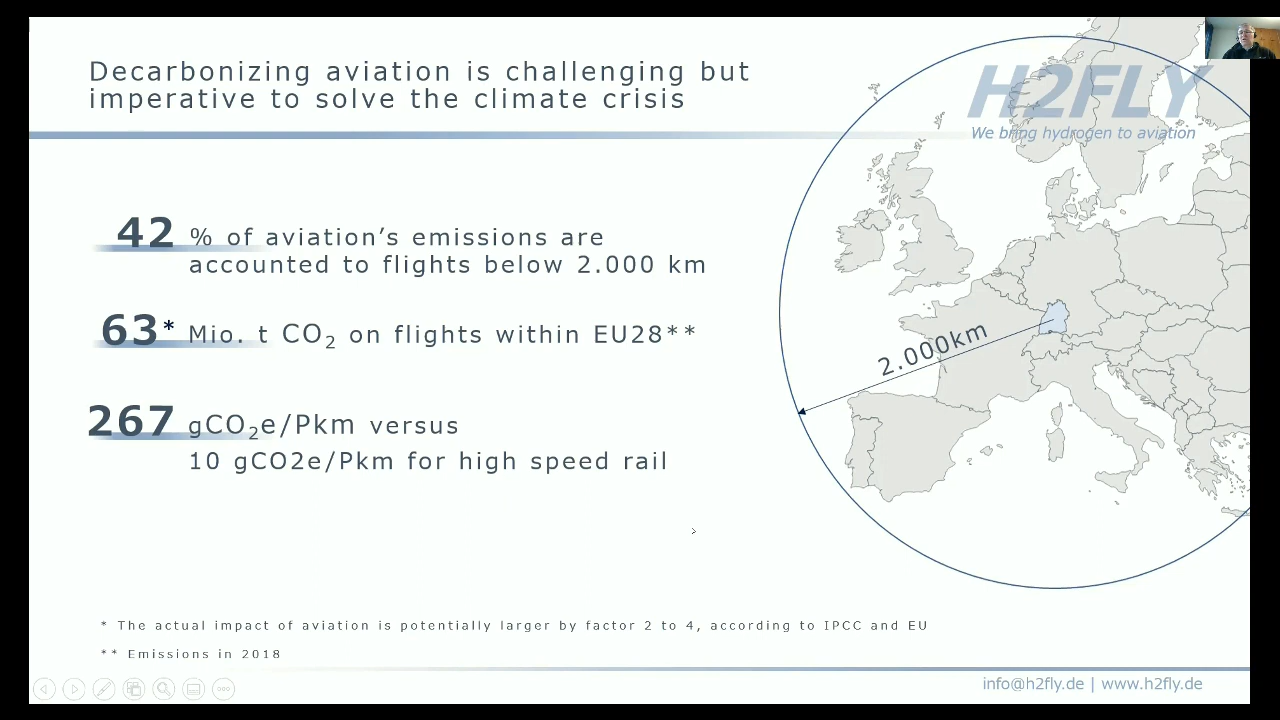 Decarbonizing aviation is challenging but
imperative to solve the climate crisis
H2FLY
We bring hydrogen to aviation
42 % of aviation’s emissions are
accounted to flights below 2.000 km
63* Mio. t CO₂ on flights within EU28**
267 gCO₂e/Pkm versus
10 gCO2e/Pkm for high speed rail
2.000km
* The actual impact of aviation is potentially larger by factor 2 to 4, according to IPCC and EU
** Emissions in 2018
info@h2fly.de | www.h2fly.de